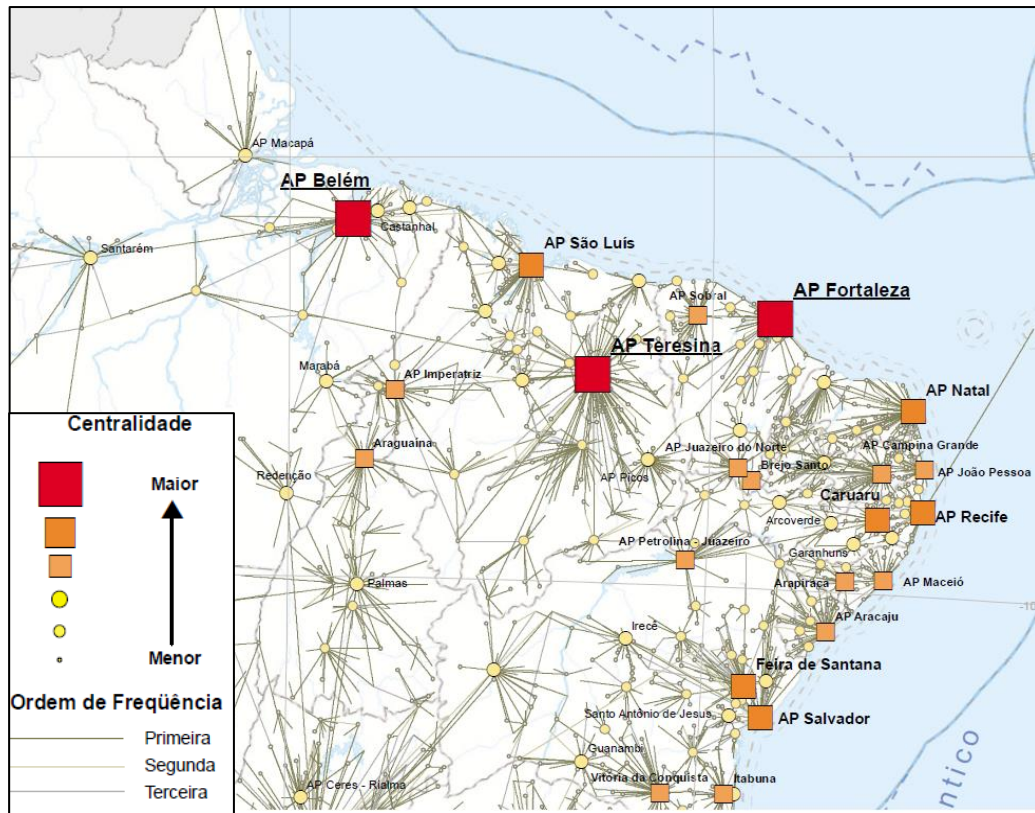 AP Macapá
AP Belém
Castanhal
Santarém
AP São Luís
AP Sobral
AP Fortaleza
AP Teresina
Marabá
AP Imperatriz
AP Natal
Centralidade
Araguaína
AP Juazeiro do Norte
AP Campina Grande
AP João Pessoa
Brejo Santo
AP Picos
Redenção
Maior
Caruaru
AP Recife
Arcoverde
AP Petrolina - Juazeiro
Garanhuns
Palmas
Arapiraca
AP Maceió
-10
AP Aracaju
Irecê
Menor
Feira de Santana
Ordem de Freqüência
Santo Antônio de Jesus
AP Salvador
Primeira
Guanambi
Segunda
Vitória da Conquista
Itabuna
AP Ceres - Rialma
Terceira
ntico